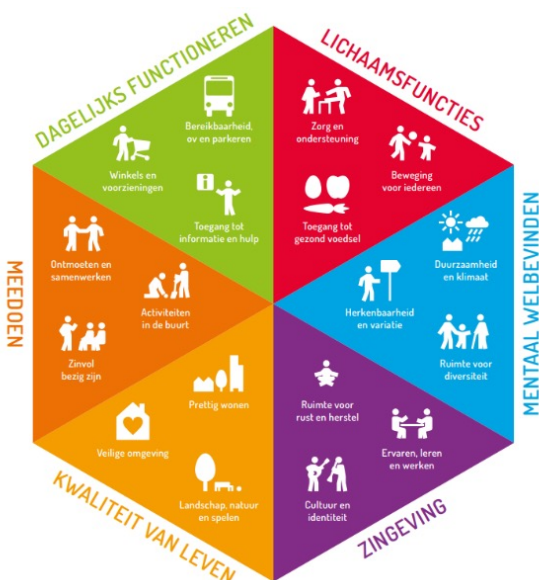 DAGELIJKS FUNCTIONEREN
Bereikbaarheid,
ov en parkeren
Winkels en
voorzieningen
Toegang tot
informatie en hulp
LICHAAMSFUNCTIES
Zorg en
ondersteuning
Beweging
voor iedereen
Toegang tot
gezond voedsel
MENTAAL WELBEVINDEN
Duurzaamheid
en klimaat
Herkenbaarheid
en variatie
Ruimte voor
diversiteit
ZINGEVING
Ruimte voor
rust en herstel
Ervaren, leren
en werken
Cultuur en
identiteit
KWALITEIT VAN LEVEN
Prettig wonen
Veilige omgeving
Landschap, natuur
en spelen
MEEDOEN
Ontmoeten en
samenwerken
Activiteiten
in de buurt
Zinvol
bezig zijn